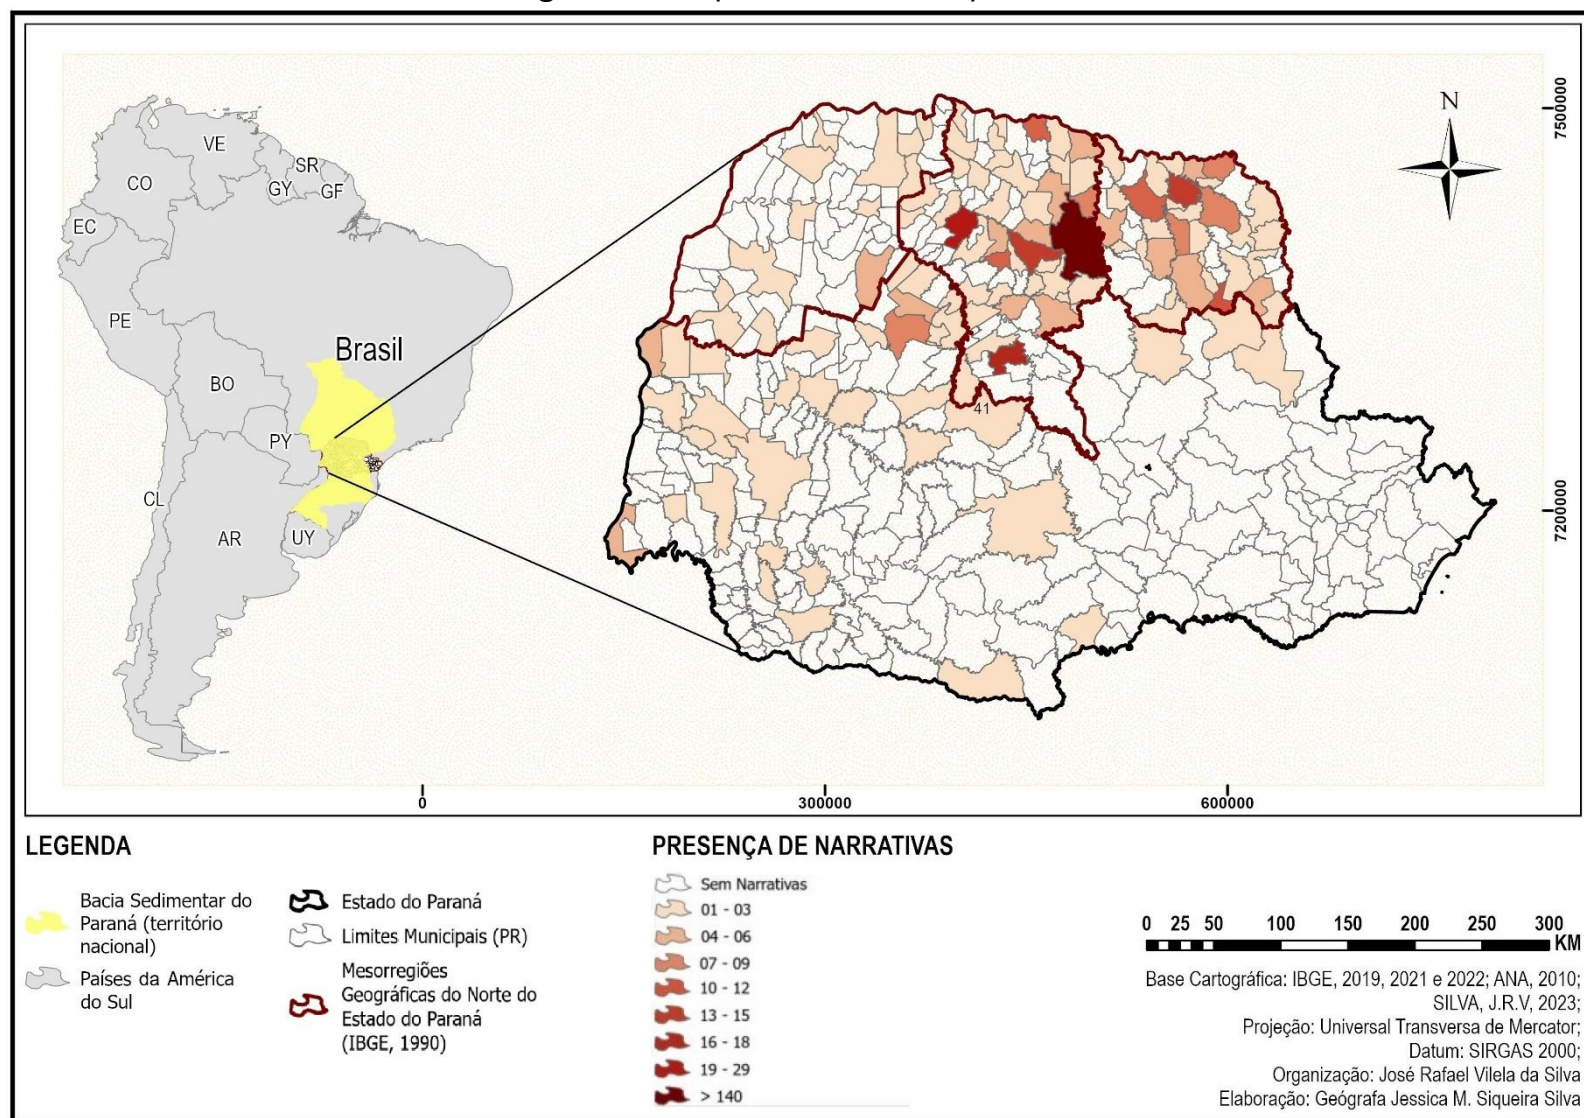 VE
SR
CO
GY
GF
EC
PE
Brasil
BO
PY
CL
AR
UY
N
41
7500000
7200000
0
300000
600000
LEGENDA
Bacia Sedimentar do
Paraná (território
nacional)
Países da América
do Sul
Estado do Paraná
Limites Municipais (PR)
Mesorregiões
Geográficas do Norte do
Estado do Paraná
(IBGE, 1990)
PRESENÇA DE NARRATIVAS
Sem Narrativas
01 - 03
04 - 06
07 - 09
10 - 12
13 - 15
16 - 18
19 - 29
> 140
0 25 50 100 150 200 250 300
KM
Base Cartográfica: IBGE, 2019, 2021 e 2022; ANA, 2010;
SILVA, J.R.V, 2023;
Projeção: Universal Transversa de Mercator;
Datum: SIRGAS 2000;
Organização: José Rafael Vilela da Silva
Elaboração: Geógrafa Jessica M. Siqueira Silva